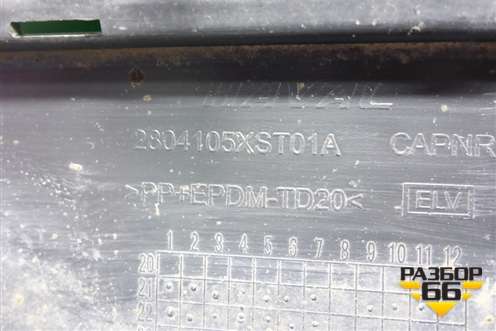 HAVAL
2804105XST01A CAPNR
>PP+EPDM-TD20< ELV
1 2 3 4 5 6 7 8 9 10 11 12
20
21
22
РАЗБОР
66